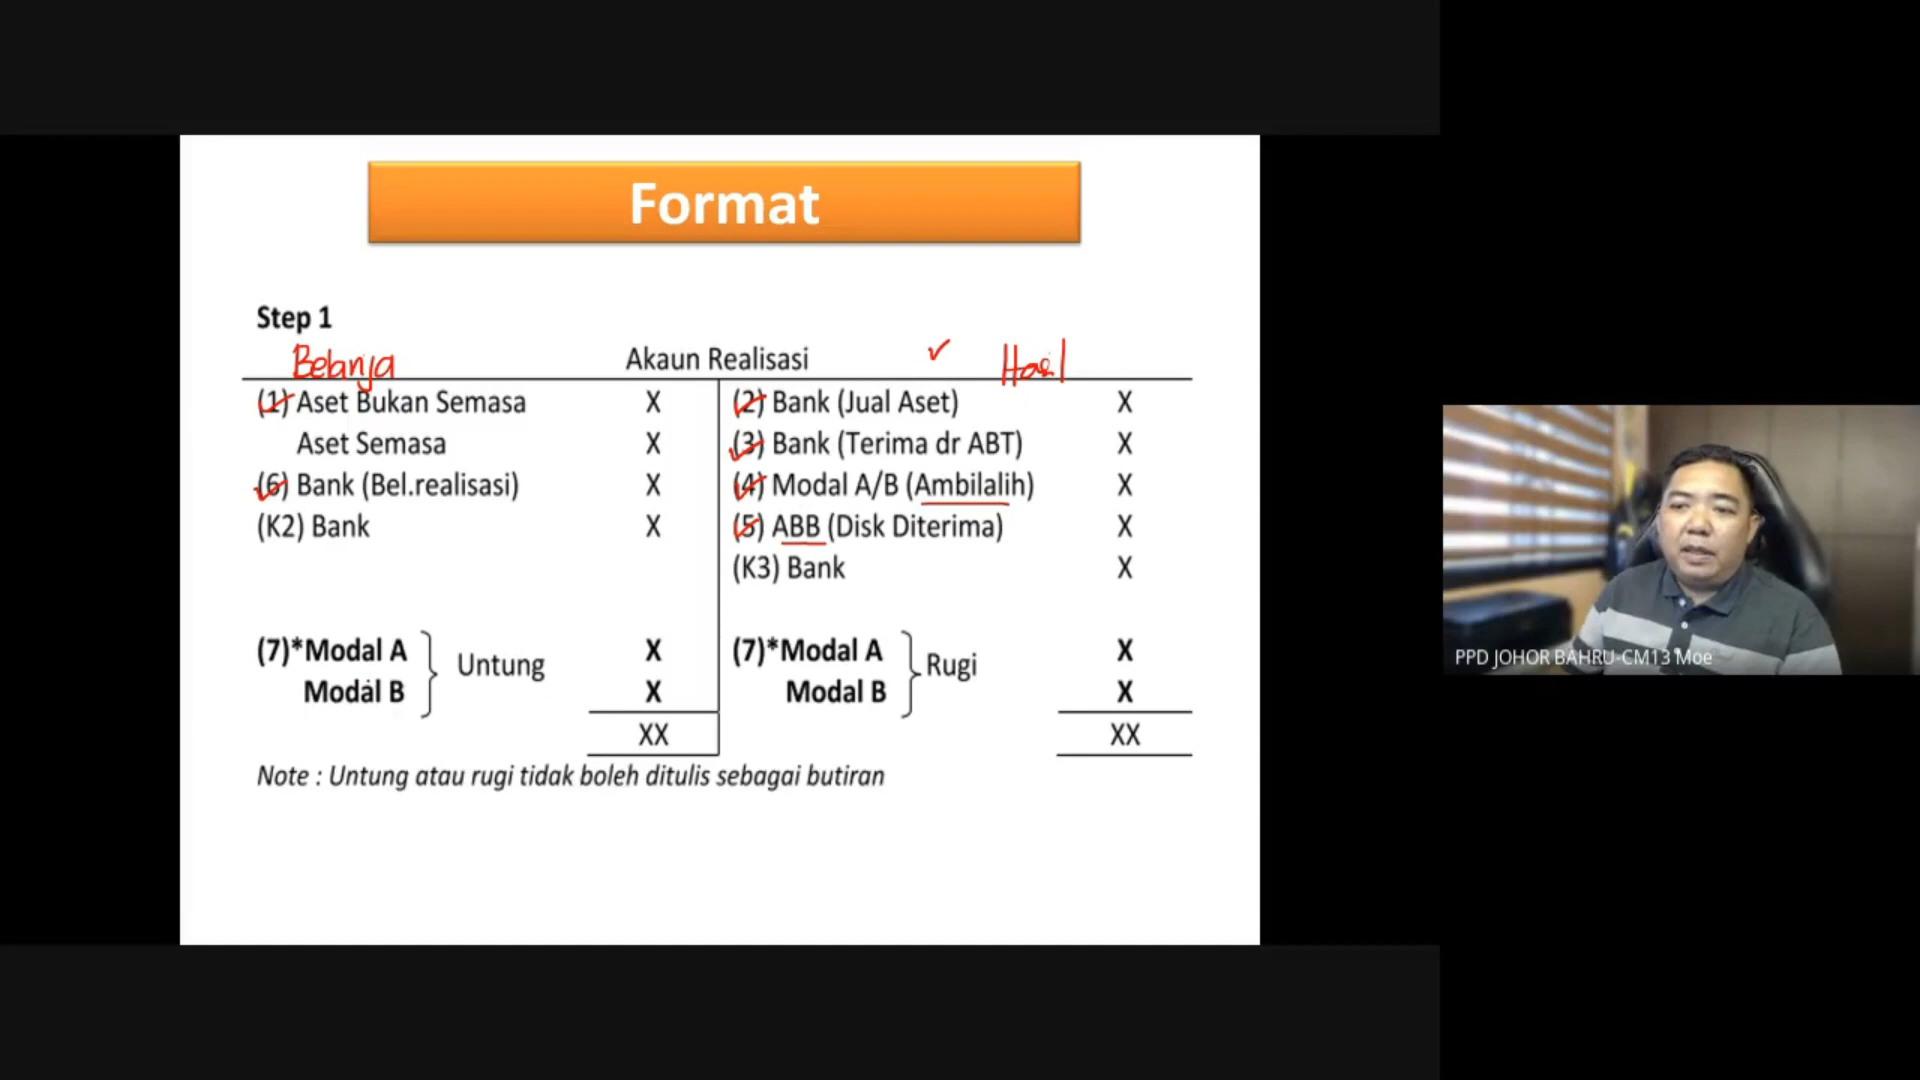 Format
Step 1
Belanja Akaun Realisasi ✓ Hasil
(1) Aset Bukan Semasa X (2) Bank (Jual Aset) X
Aset Semasa X (3) Bank (Terima dr ABT) X
(6) Bank (Bel.realisasi) X (4) Modal A/B (Ambilalih) X
(K2) Bank X (5) ABB (Disk Diterima) X
(K3) Bank X
(7)*Modal A } Untung X (7)*Modal A } Rugi X
Modal B X Modal B X
XX XX
Note : Untung atau rugi tidak boleh ditulis sebagai butiran
PPD JOHOR BAHRU-CM13 Moe